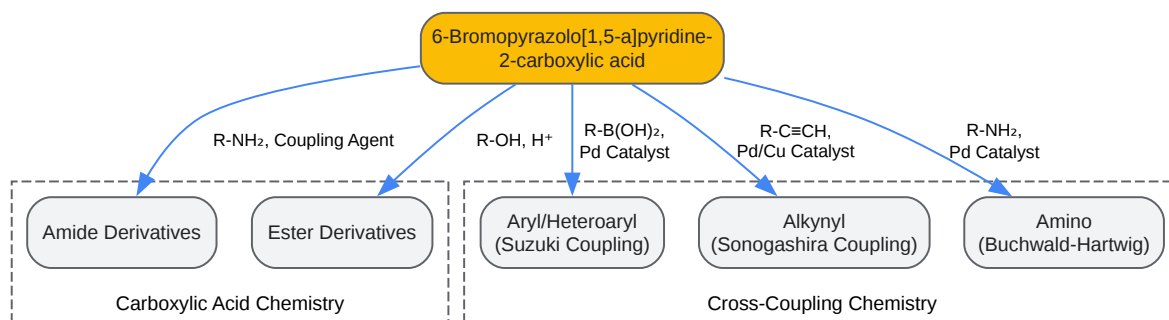 6-Bromopyrazolo[1,5-a]pyridine-
2-carboxylic acid
R-NH₂, Coupling Agent
R-OH, H⁺
R-B(OH)₂,
Pd Catalyst
R-C≡CH,
Pd/Cu Catalyst
R-NH₂,
Pd Catalyst
Amide Derivatives
Ester Derivatives
Aryl/Heteroaryl
(Suzuki Coupling)
Alkynyl
(Sonogashira Coupling)
Amino
(Buchwald-Hartwig)
Carboxylic Acid Chemistry
Cross-Coupling Chemistry